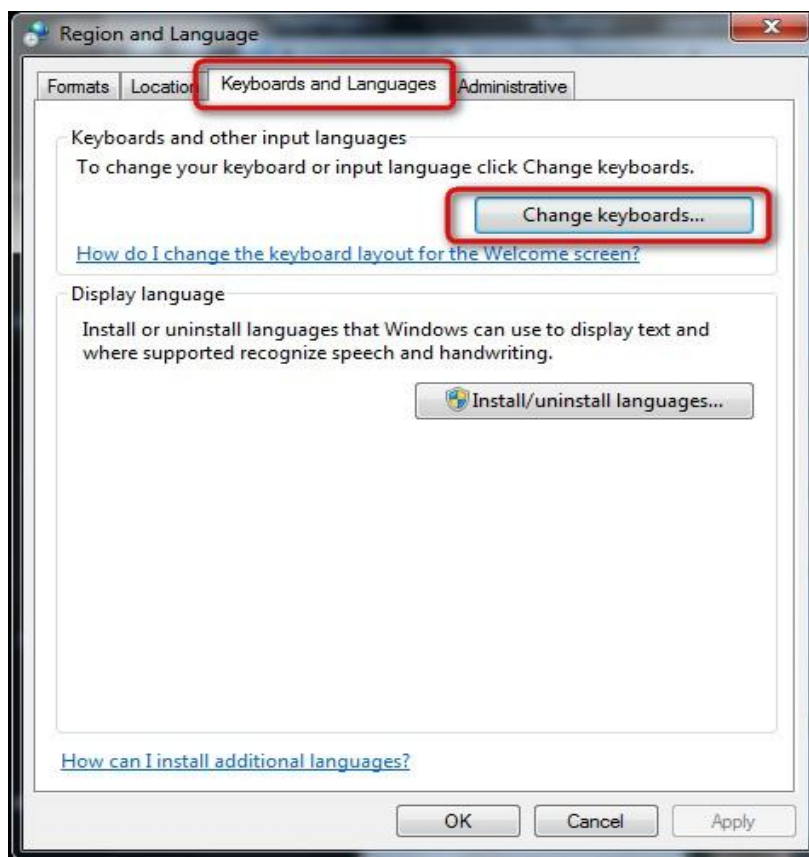 Region and Language
Formats Location Keyboards and Languages Administrative
Keyboards and other input languages
To change your keyboard or input language click Change keyboards.
Change keyboards...
How do I change the keyboard layout for the Welcome screen?
Display language
Install or uninstall languages that Windows can use to display text and
where supported recognize speech and handwriting.
Install/uninstall languages...
How can I install additional languages?
OK Cancel Apply